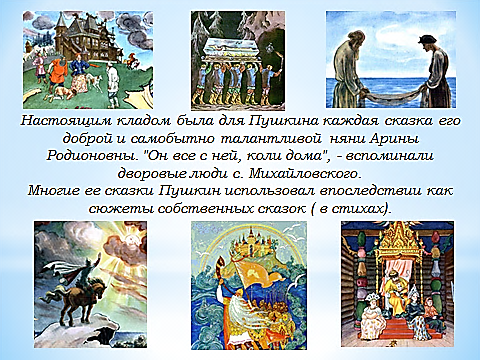 Настоящим кладом была для Пушкина каждая сказка его
доброй и самобытно талантливой няни Арины
Родионовны. "Он все с ней, коли дома", - вспоминали
дворовые люди с. Михайловского.
Многие ее сказки Пушкин использовал впоследствии как
сюжеты собственных сказок ( в стихах).